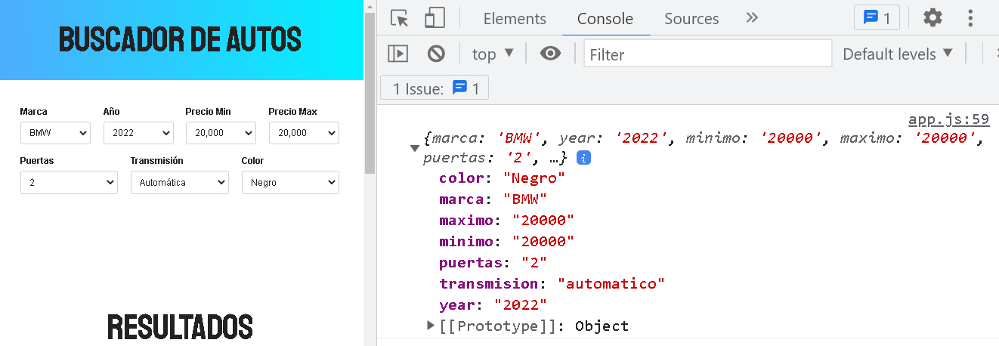 BUSCADOR DE AUTOS
Marca Año Precio Min Precio Max
BMW 2022 20,000 20,000
Puertas Transmisión Color
2 Automática Negro
RESULTADOS
Elements Console Sources 1
top Filter Default levels
1 Issue: 1
app.js:59
{marca: 'BMW', year: '2022', minimo: '20000', maximo: '20000',
puertas: '2', …} i
color: "Negro"
marca: "BMW"
maximo: "20000"
minimo: "20000"
puertas: "2"
transmision: "automatico"
year: "2022"
[[Prototype]]: Object